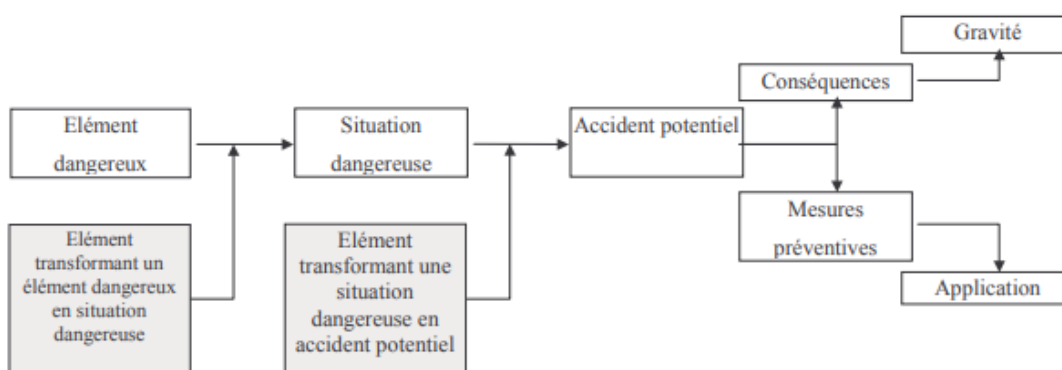 Gravité
Conséquences
Elément
dangereux
Situation
dangereuse
Accident potentiel
Mesures
préventives
Application
Elément
transformant un
élément dangereux
en situation
dangereuse
Elément
transformant une
situation
dangereuse en
accident potentiel